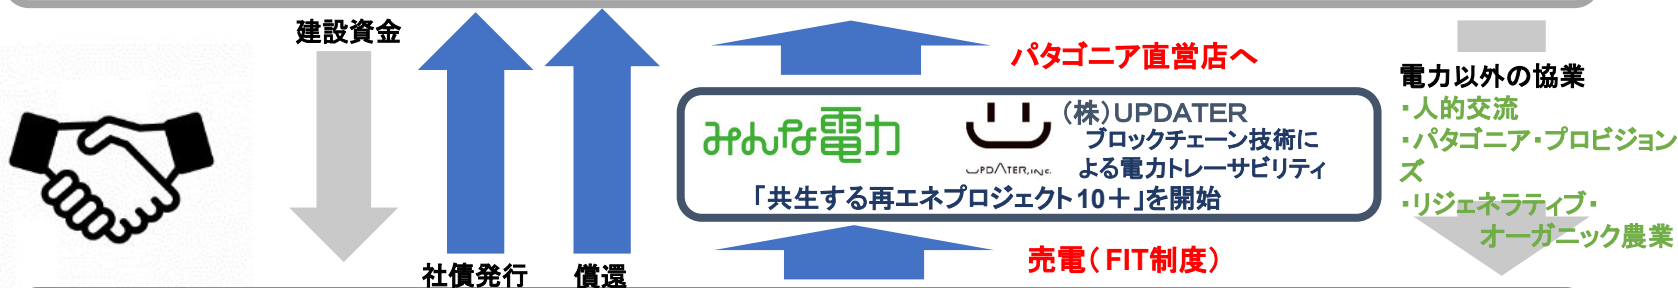 建設資金
パタゴニア直営店へ
電力以外の協業
・人的交流
・パタゴニア・プロビジョン
ズ
・リジェネラティブ・
オーガニック農業
みんな電力
UPDATER, INC.
(株)UPDATER
ブロックチェーン技術に
よる電力トレーサビリティ
「共生する再エネプロジェクト10＋」を開始
売電（FIT制度）
社債発行
償還